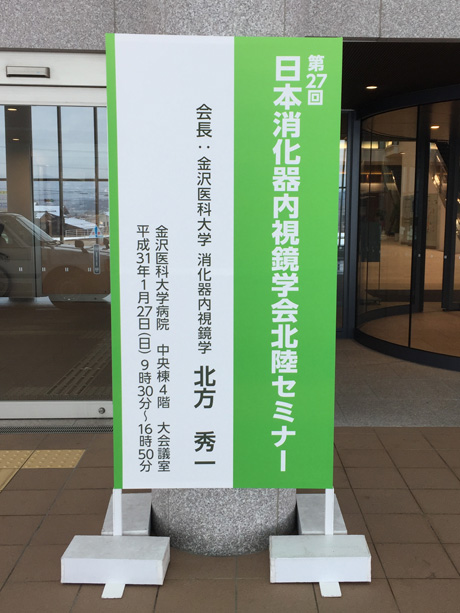 第27回
日本消化器内視鏡学会北陸セミナー
会長：金沢医科大学 消化器内視鏡学 北方 秀一
金沢医科大学病院 中央棟4階 大会議室
平成31年1月27日(日) 9時30分～16時50分